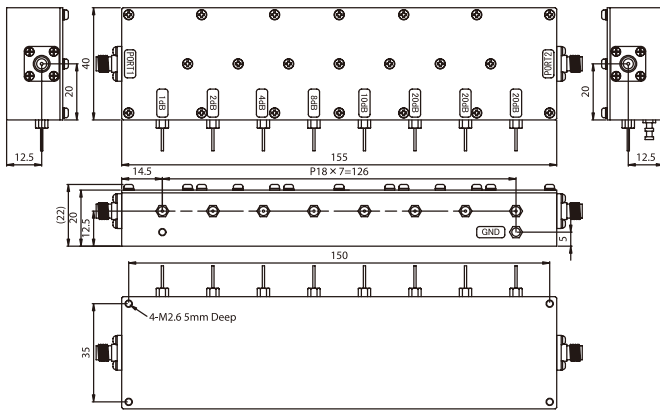 40
PORT1
PORT2
1dB
2dB
4dB
8dB
10dB
20dB
20dB
20dB
20
20
12.5
12.5
155
14.5
P18×7=126
(22)
20
12.5
GND
5
150
4-M2.6 5mm Deep
35